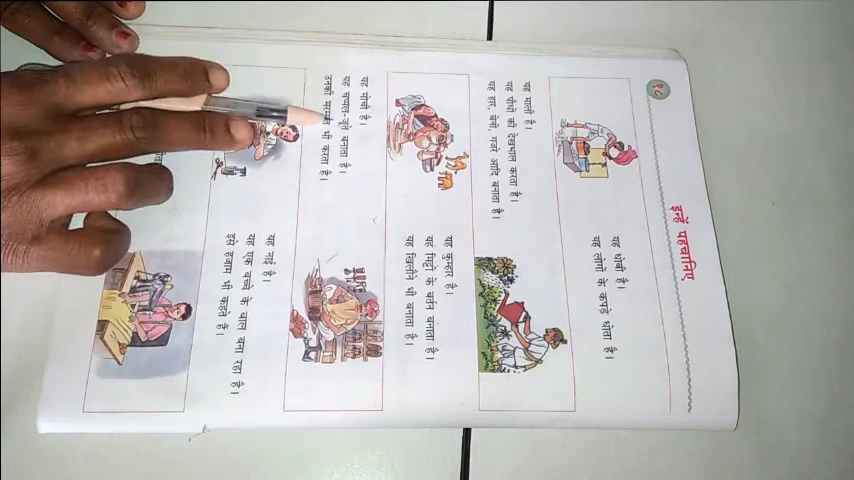 १८
इन्हें पहचानिए
यह धोबी है।
यह लोगों के कपड़े धोता है।
यह माली है।
यह पौधों की देखभाल करता है।
यह हार, वेणी, गजरे आदि बनाता है।
यह कुम्हार है।
यह मिट्टी के बर्तन बनाता है।
यह खिलौने भी बनाता है।
यह मोची है।
यह चप्पल-जूते बनाता है।
उनकी मरम्मत भी करता है।
यह नाई है।
यह एक बच्चे के बाल बना रहा है।
इसे हजाम भी कहते हैं।